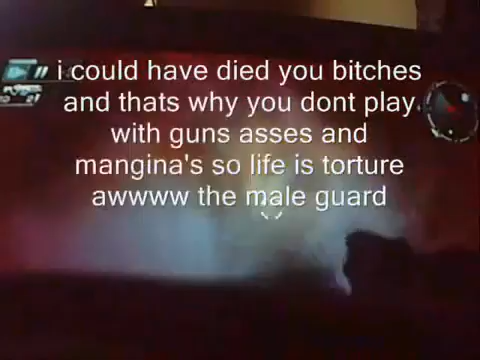 i could have died you bitches
and thats why you dont play
with guns asses and
mangina's so life is torture
awwww the male guard